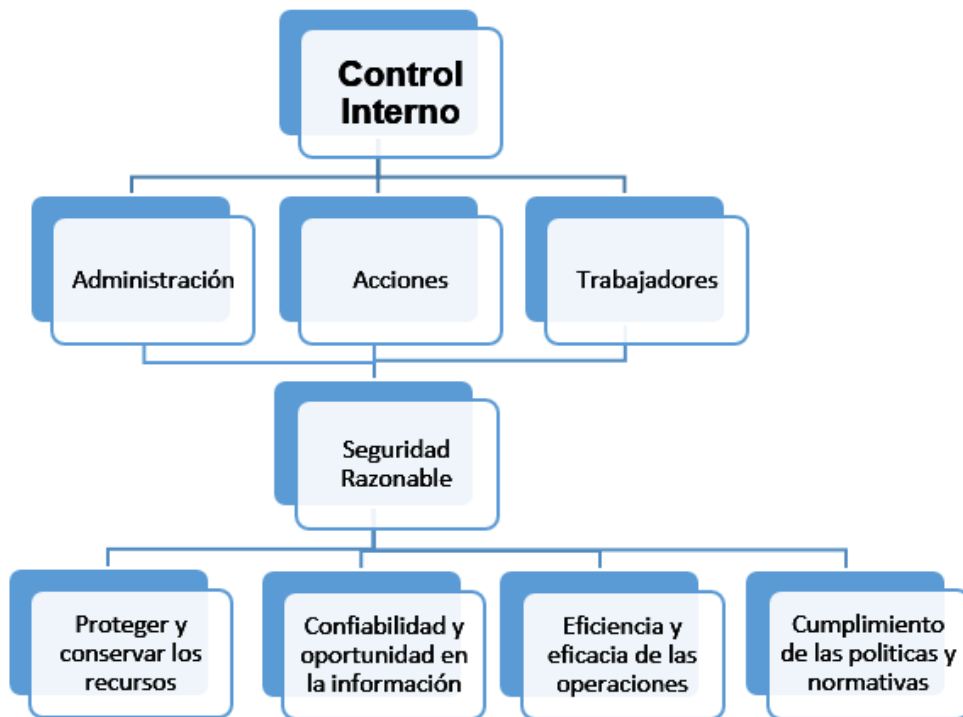 Control
Interno
Administración
Acciones
Trabajadores
Seguridad
Razonable
Proteger y
conservar los
recursos
Confiabilidad y
oportunidad en
la información
Eficiencia y
eficacia de las
operaciones
Cumplimiento
de las politicas y
normativas